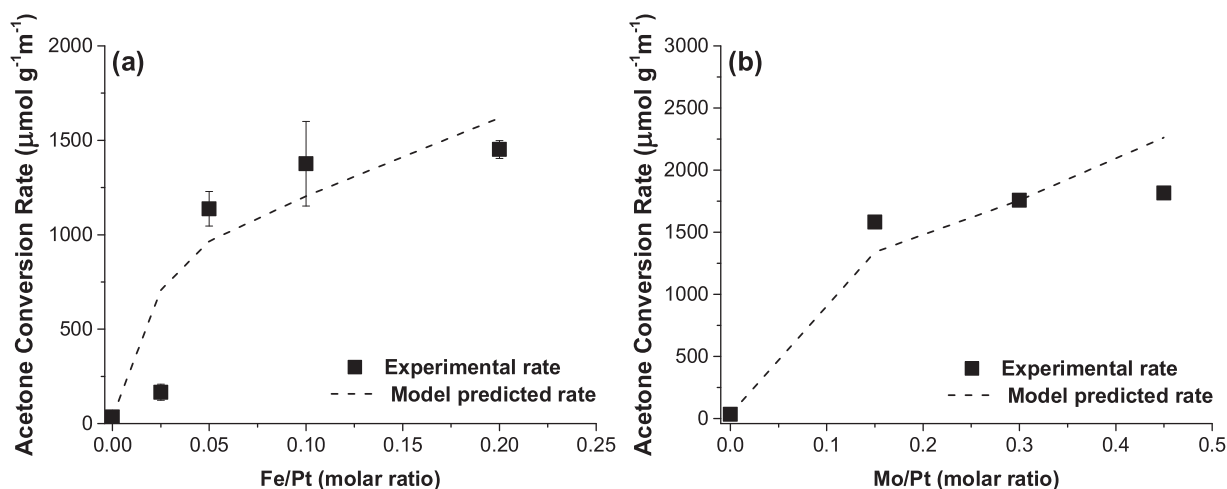 (a)
Acetone Conversion Rate (μmol g⁻¹m⁻¹)
2000
1500
1000
500
0
0.00 0.05 0.10 0.15 0.20 0.25
Fe/Pt (molar ratio)
Experimental rate
Model predicted rate
(b)
Acetone Conversion Rate (μmol g⁻¹m⁻¹)
3000
2500
2000
1500
1000
500
0
0.0 0.1 0.2 0.3 0.4 0.5
Mo/Pt (molar ratio)
Experimental rate
Model predicted rate